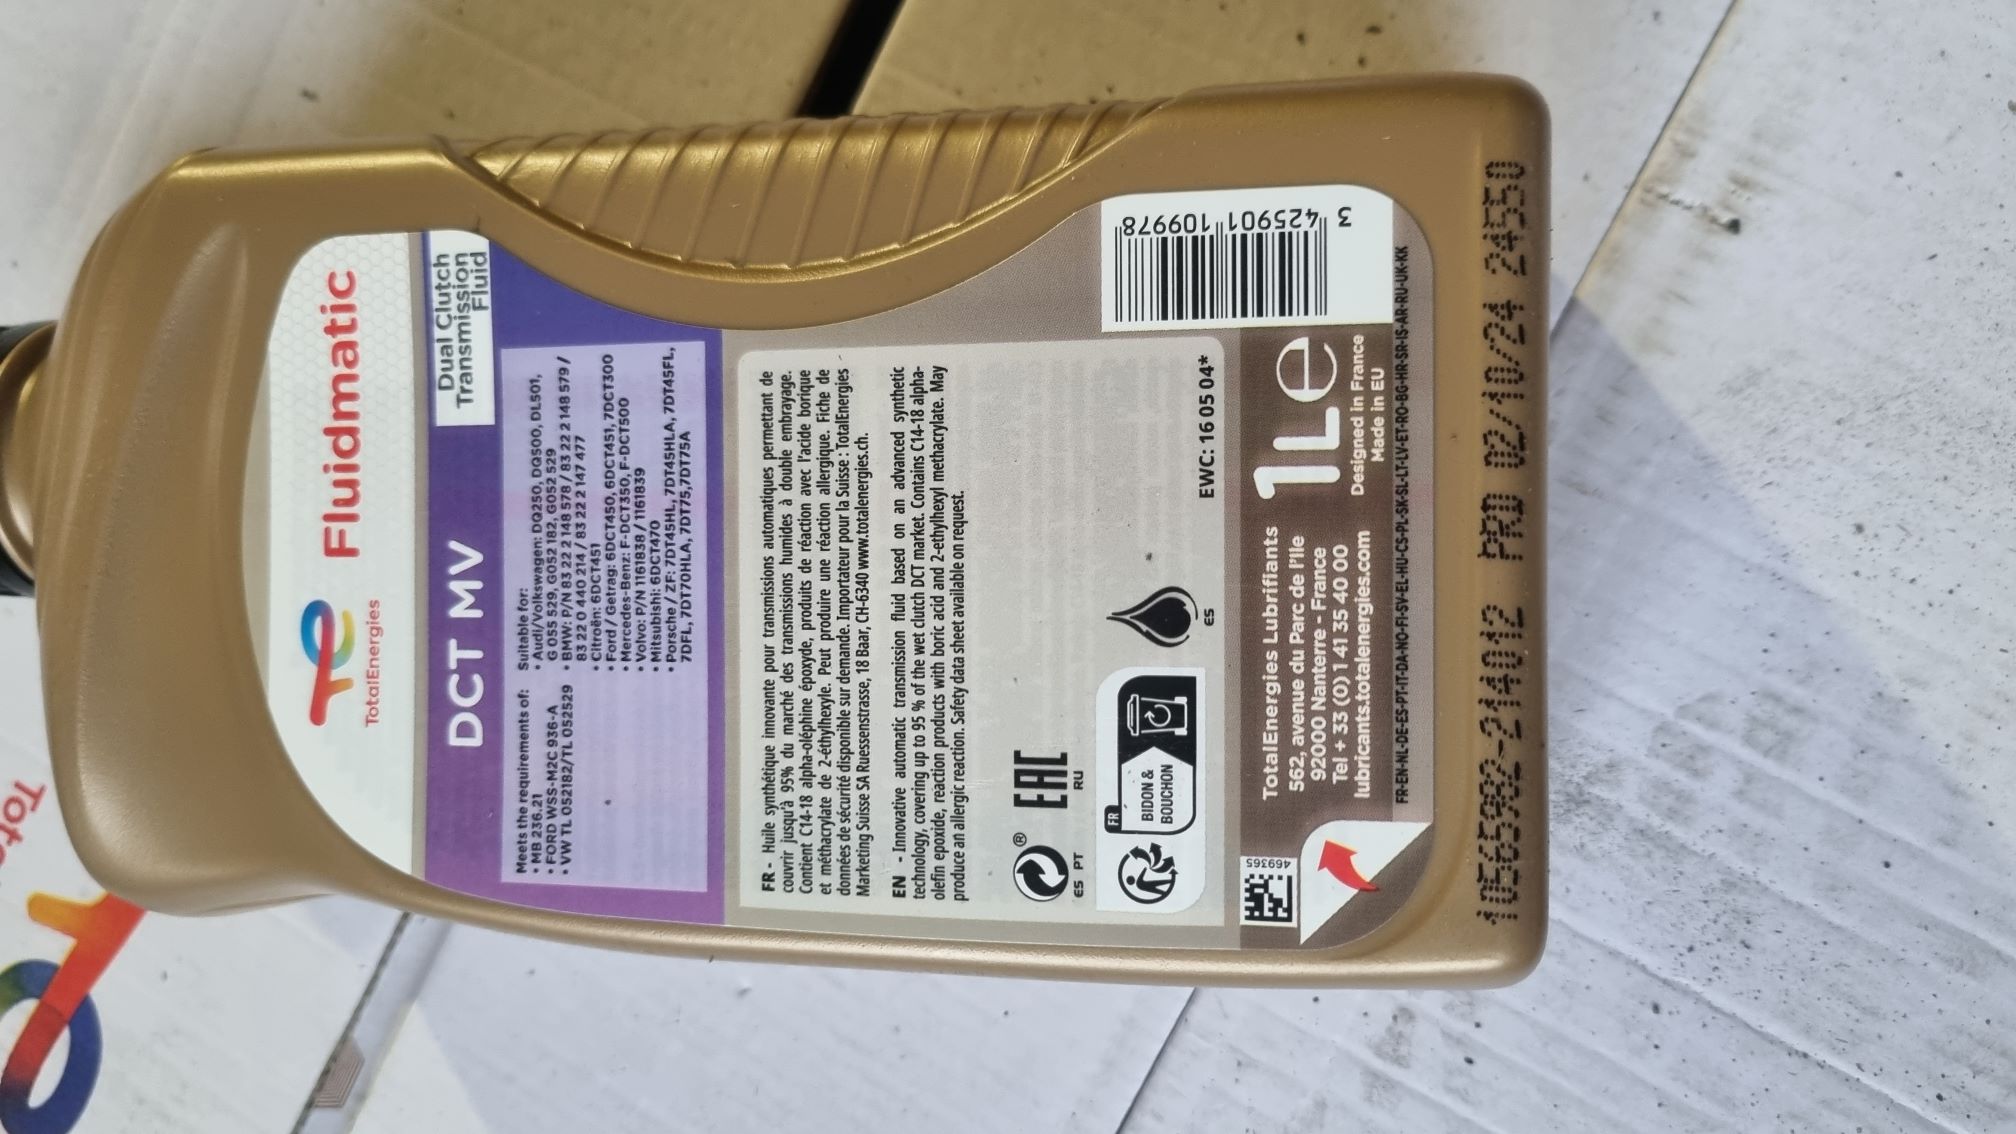 Tot
TotalEnergies
Fluidmatic
DCT MV
Dual Clutch
Transmission
Fluid
Meets the requirements of:
• MB 236.21
• FORD WSS-M2C 936-A
• VW TL 052182/TL 052529
Suitable for:
• Audi/Volkswagen: DQ250, DQ500, DL501,
G 055 529, G052 182, G052 529
• BMW: P/N 83 22 2 148 578 / 83 22 2 148 579 /
83 22 0 440 214 / 83 22 2 147 477
• Citroën: 6DCT451
• Ford / Getrag: 6DCT450, 6DCT451, 7DCT300
• Mercedes-Benz: F-DCT350, F-DCT500
• Volvo: P/N 1161838 / 1161839
• Mitsubishi: 6DCT470
• Porsche / ZF: 7DT45HL, 7DT45HLA, 7DT45FL,
7DFL, 7DT70HLA, 7DT75,7DT75A
FR - Huile synthétique innovante pour transmissions automatiques permettant de
couvrir jusqu'à 95% du marché des transmissions humides à double embrayage.
Contient C14-18 alpha-oléphine époxyde, produits de réaction avec l'acide borique
et méthacrylate de 2-éthylhexyle. Peut produire une réaction allergique. Fiche de
données de sécurité disponible sur demande. Importateur pour la Suisse : TotalEnergies
Marketing Suisse SA Ruessenstrasse, 18 Baar, CH-6340 www.totalenergies.ch.
EN - Innovative automatic transmission fluid based on an advanced synthetic
technology, covering up to 95 % of the wet clutch DCT market. Contains C14-18 alpha-
olefin epoxide, reaction products with boric acid and 2-ethylhexyl methacrylate. May
produce an allergic reaction. Safety data sheet available on request.
®
ES PT
EAC
RU
FR
BIDON &
BOUCHON
ES
EWC: 16 05 04*
469365
TotalEnergies Lubrifiants
562, avenue du Parc de l'Ile
92000 Nanterre - France
Tel + 33 (0) 1 41 35 40 00
lubricants.totalenergies.com
1L e
Designed in France
Made in EU
3 425901 109978
FR-EN-NL-DE-ES-PT-IT-DA-NO-FI-SV-EL-HU-CS-PL-SK-SL-LT-LV-ET-RO-BG-HR-SR-IS-AR-RU-UK-KK
10565982-214012 PRD 02/10/24 24550